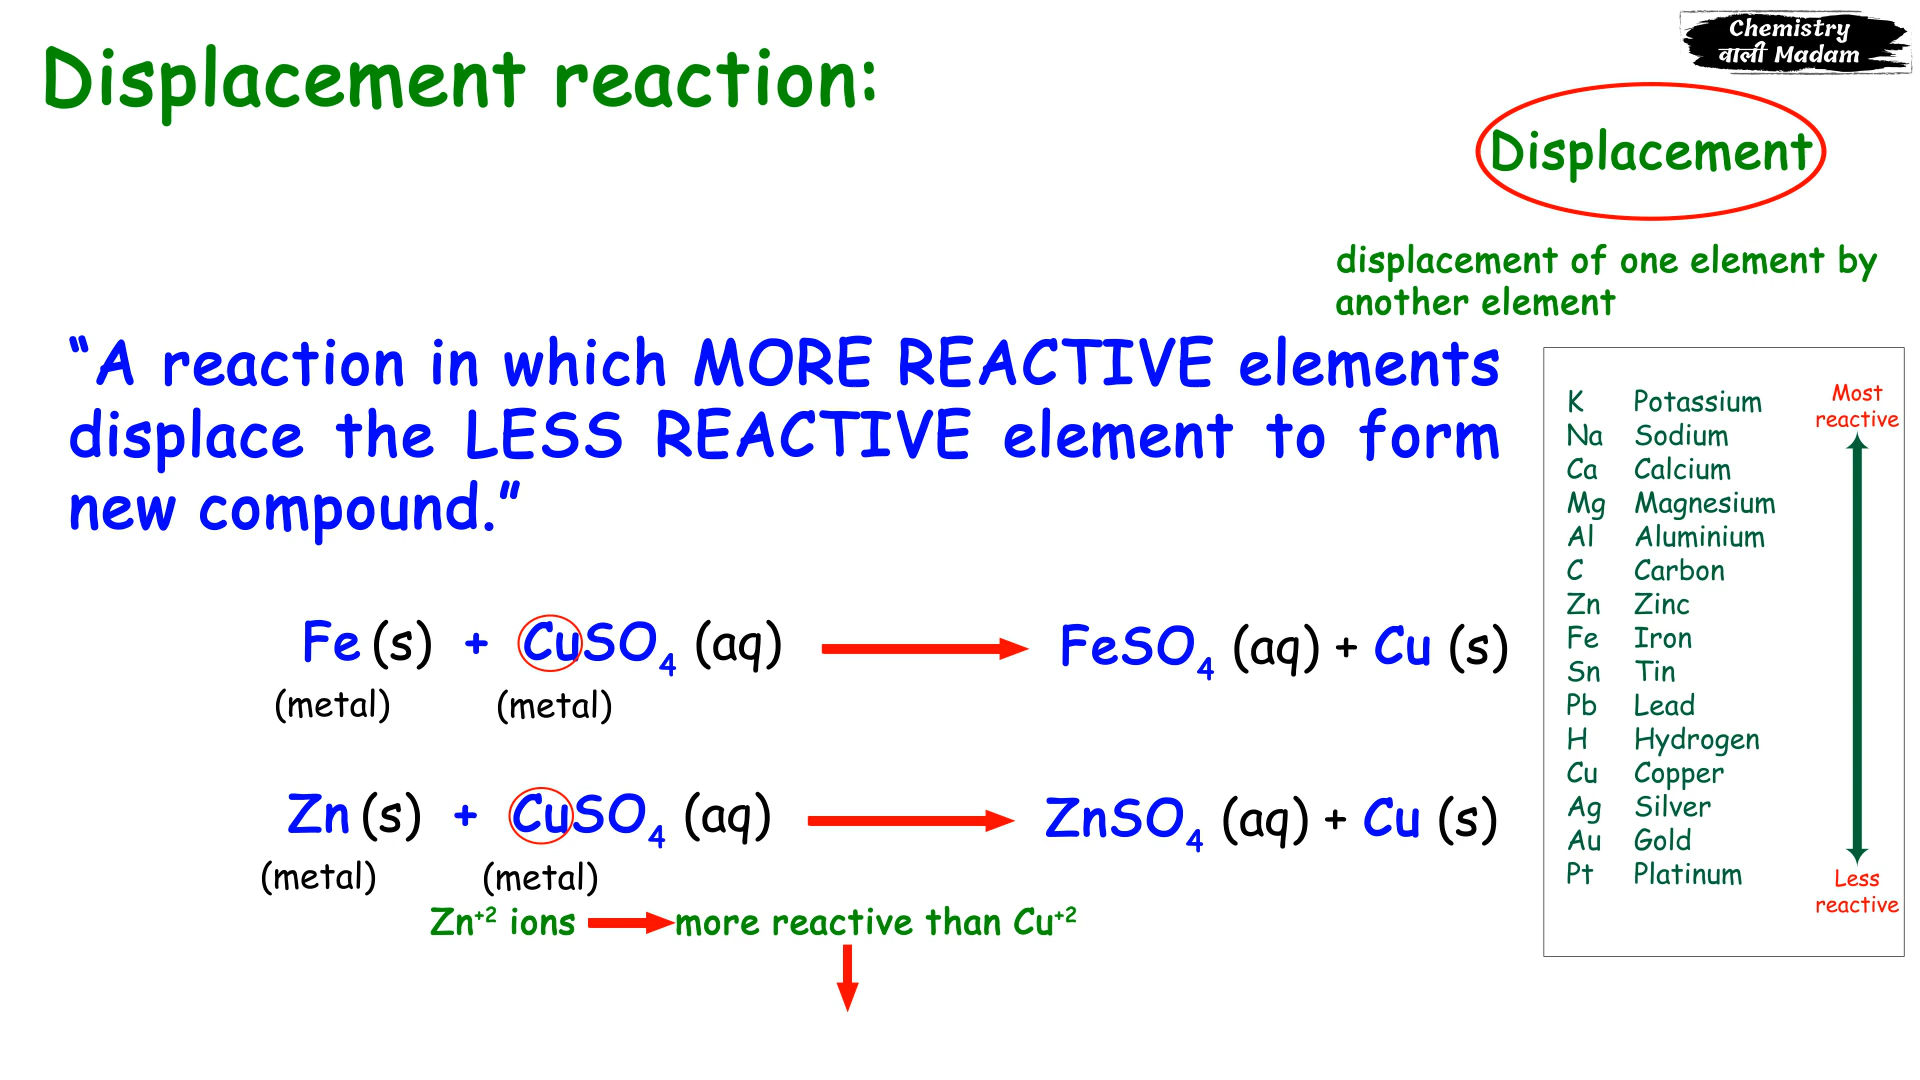 Displacement reaction:
Chemistry
वाली Madam
Displacement
displacement of one element by
another element
“A reaction in which MORE REACTIVE elements
displace the LESS REACTIVE element to form
new compound.”
Fe (s) + CuSO₄ (aq) FeSO₄ (aq) + Cu (s)
(metal) (metal)
Zn (s) + CuSO₄ (aq) ZnSO₄ (aq) + Cu (s)
(metal) (metal)
Zn⁺² ions more reactive than Cu⁺²
Most
reactive
K Potassium
Na Sodium
Ca Calcium
Mg Magnesium
Al Aluminium
C Carbon
Zn Zinc
Fe Iron
Sn Tin
Pb Lead
H Hydrogen
Cu Copper
Ag Silver
Au Gold
Pt Platinum
Less
reactive